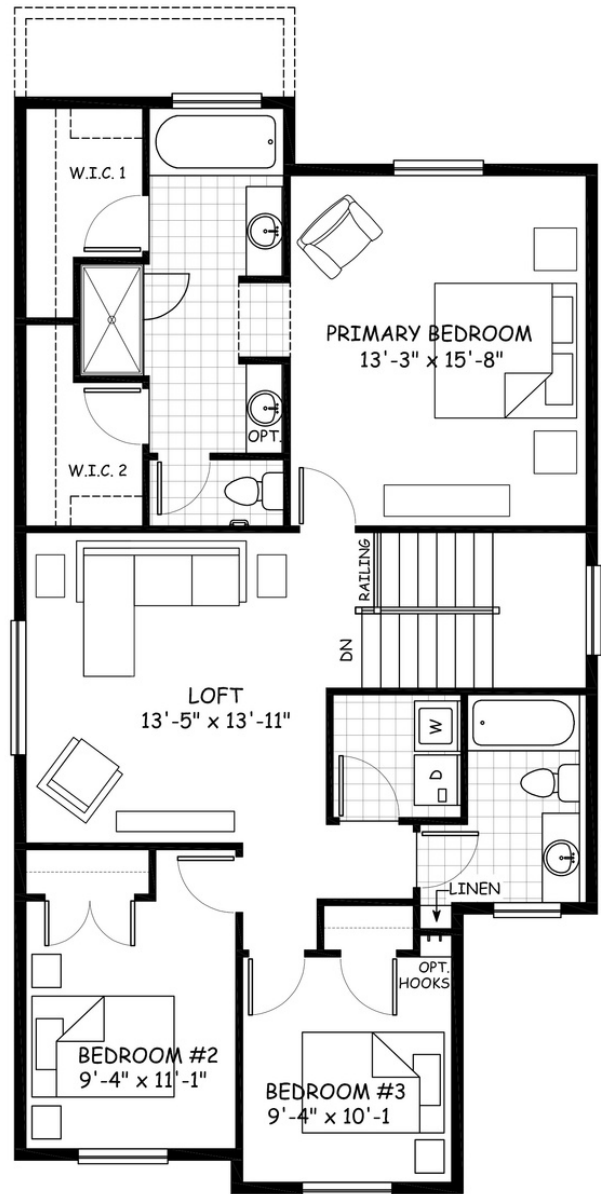 W.I.C. 1
PRIMARY BEDROOM
13'-3" x 15'-8"
OPT.
W.I.C. 2
RAILING
DN
LOFT
13'-5" x 13'-11"
W
D
LINEN
OPT.
HOOKS
BEDROOM #2
9'-4" x 11'-1"
BEDROOM #3
9'-4" x 10'-1